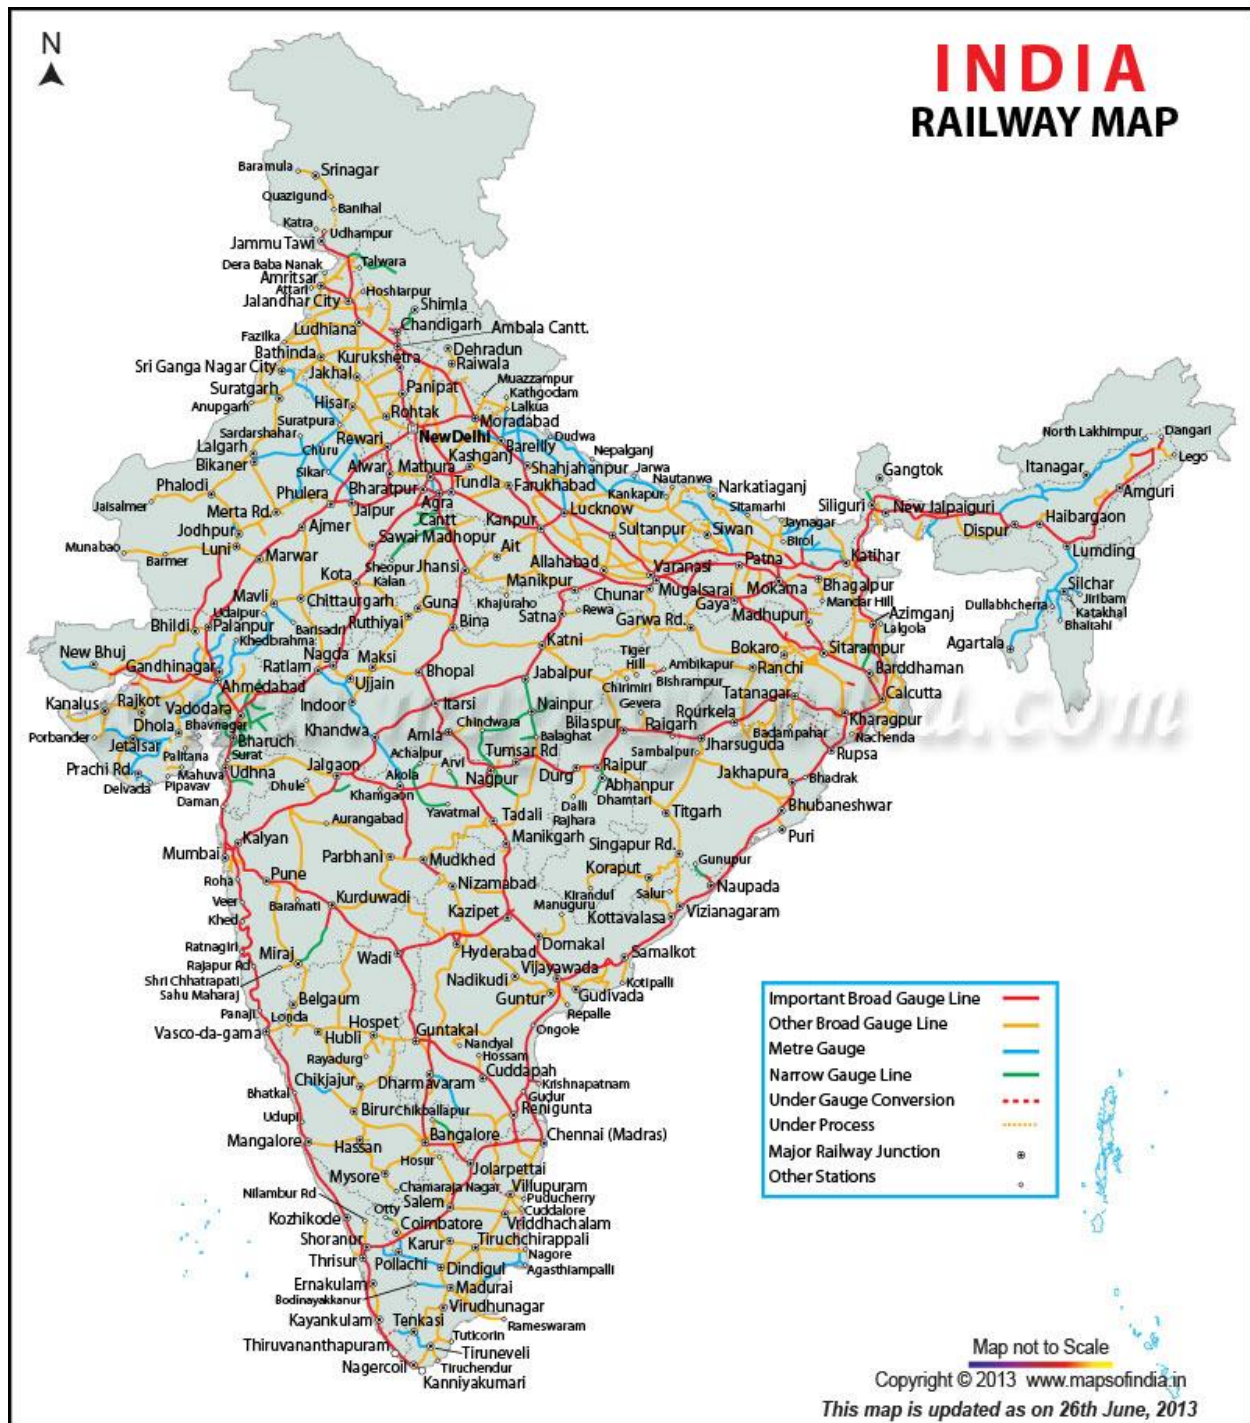 N
INDIA
RAILWAY MAP
Baramula
Srinagar
Quazigund
Banihal
Katra
Udhampur
Jammu Tawi
Dera Baba Nanak
Talwara
Amritsar
Attari
Hoshiarpur
Jalandhar City
Shimla
Ludhiana
Chandigarh
Ambala Cantt.
Fazilka
Bathinda
Kurukshetra
Dehradun
Raiwala
Sri Ganga Nagar City
Jakhal
Suratgarh
Panipat
Muazzampur
Kathgodam
Anupgarh
Hisar
Lalkua
Rohtak
Moradabad
Suratpura
Sardarshahar
Rewari
New Delhi
Bareilly
Dudwa
North Lakhimpur
Dangari
Lalgarh
Churu
Nepalganj
Lego
Bikaner
Sikar
Alwar
Mathura
Kashganj
Shahjahanpur
Jarwa
Gangtok
Itanagar
Phalodi
Phulera
Bharatpur
Tundla
Farukhabad
Nautanwa
Kankapur
Narkatiaganj
Amguri
Jaisalmer
Merta Rd.
Jaipur
Agra
Cantt
Lucknow
Sitamarhi
Siliguri
New Jalpaiguri
Jodhpur
Ajmer
Kanpur
Sultanpur
Siwan
Jaynagar
Dispur
Haibargaon
Munabao
Luni
Sawai Madhopur
Birol
Barmer
Marwar
Ait
Allahabad
Varanasi
Patna
Katihar
Lumding
Sheopur
Kalan
Jhansi
Manikpur
Mokama
Bhagalpur
Kota
Chunar
Mugalsarai
Silchar
Mavli
Chittaurgarh
Guna
Khajuraho
Rewa
Gaya
Mandar Hill
Jiribam
Dullabhcherra
Katakhal
Udaipur
Ruthiyai
Satna
Garwa Rd.
Madhupur
Azimganj
Bhairahi
Bhildi
Palanpur
Barisadri
Bina
Lalgola
Khedbrahma
Katni
Agartala
New Bhuj
Nagda
Maksi
Tiger
Hill
Bokaro
Sitarampur
Gandhinagar
Ratlam
Bhopal
Jabalpur
Ambikapur
Ranchi
Barddhaman
Ahmedabad
Ujjain
Chirimiri
Bishrampur
Kanalus
Rajkot
Vadodara
Indore
Itarsi
Nainpur
Gevera
Tatanagar
Calcutta
Dhola
Bhavnagar
Khandwa
Chindwara
Bilaspur
Raigarh
Rourkela
Kharagpur
Porbander
Jetalsar
Bharuch
Amla
Balaghat
Badampahar
Nachenda
Palitana
Surat
Achalpur
Tumsar Rd
Sambalpur
Jharsuguda
Rupsa
Prachi Rd.
Mahuva
Udhna
Jalgaon
Akola
Arvi
Nagpur
Durg
Raipur
Jakhapura
Bhadrak
Delvada
Pipavav
Dhule
Khamgaon
Abhanpur
Daman
Yavatmal
Dalli
Rajhara
Dhamtari
Bhubaneshwar
Aurangabad
Tadali
Titgarh
Kalyan
Manikgarh
Puri
Mumbai
Parbhani
Mudkhed
Singapur Rd.
Gunupur
Roha
Pune
Nizamabad
Koraput
Naupada
Veer
Baramati
Kurduwadi
Kirandul
Salur
Khed
Kazipet
Manuguru
Kottavalasa
Vizianagaram
Ratnagiri
Miraj
Wadi
Hyderabad
Dornakal
Samalkot
Rajapur Rd
Shri Chhatrapati
Sahu Maharaj
Nadikudi
Vijayawada
Kotipalli
Belgaum
Guntur
Gudivada
Panaji
Londa
Hospet
Repalle
Vasco-da-gama
Hubli
Guntakal
Ongole
Rayadurg
Nandyal
Hossam
Chikjajur
Dharmavaram
Cuddapah
Krishnapatnam
Bhatkal
Gudur
Birur
Chikballapur
Renigunta
Udupi
Mangalore
Hassan
Bangalore
Chennai (Madras)
Hosur
Jolarpettai
Mysore
Chamaraja Nagar
Villupuram
Nilambur Rd
Salem
Puducherry
Otty
Cuddalore
Kozhikode
Coimbatore
Vriddhachalam
Shoranur
Karur
Tiruchchirappali
Thrisur
Pollachi
Nagore
Dindigul
Agasthiampalli
Ernakulam
Madurai
Bodinayakkanur
Virudhunagar
Kayankulam
Tenkasi
Rameswaram
Thiruvananthapuram
Tuticorin
Tiruneveli
Nagercoil
Tiruchendur
Kanniyakumari
Important Broad Gauge Line
Other Broad Gauge Line
Metre Gauge
Narrow Gauge Line
Under Gauge Conversion
Under Process
Major Railway Junction
Other Stations
Map not to Scale
Copyright © 2013 www.mapsofindia.in
This map is updated as on 26th June, 2013